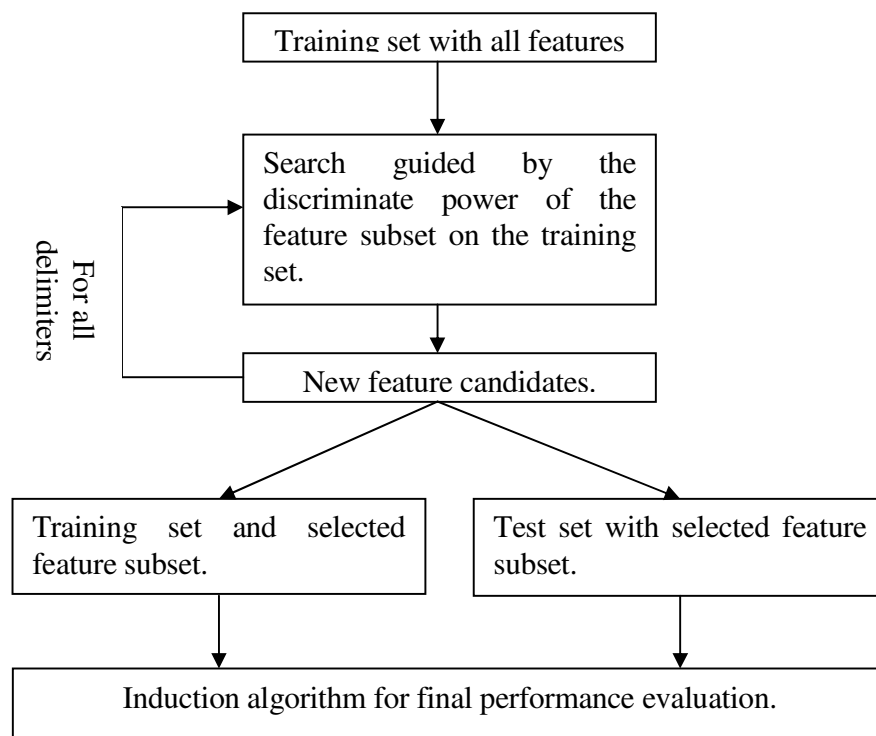 Training set with all features
Search guided by the
discriminate power of the
feature subset on the training
set.
For all
delimiters
New feature candidates.
Training set and selected
feature subset.
Test set with selected feature
subset.
Induction algorithm for final performance evaluation.